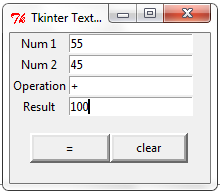 Tkinter Text...
Num 1 55
Num 2 45
Operation +
Result 100
= clear